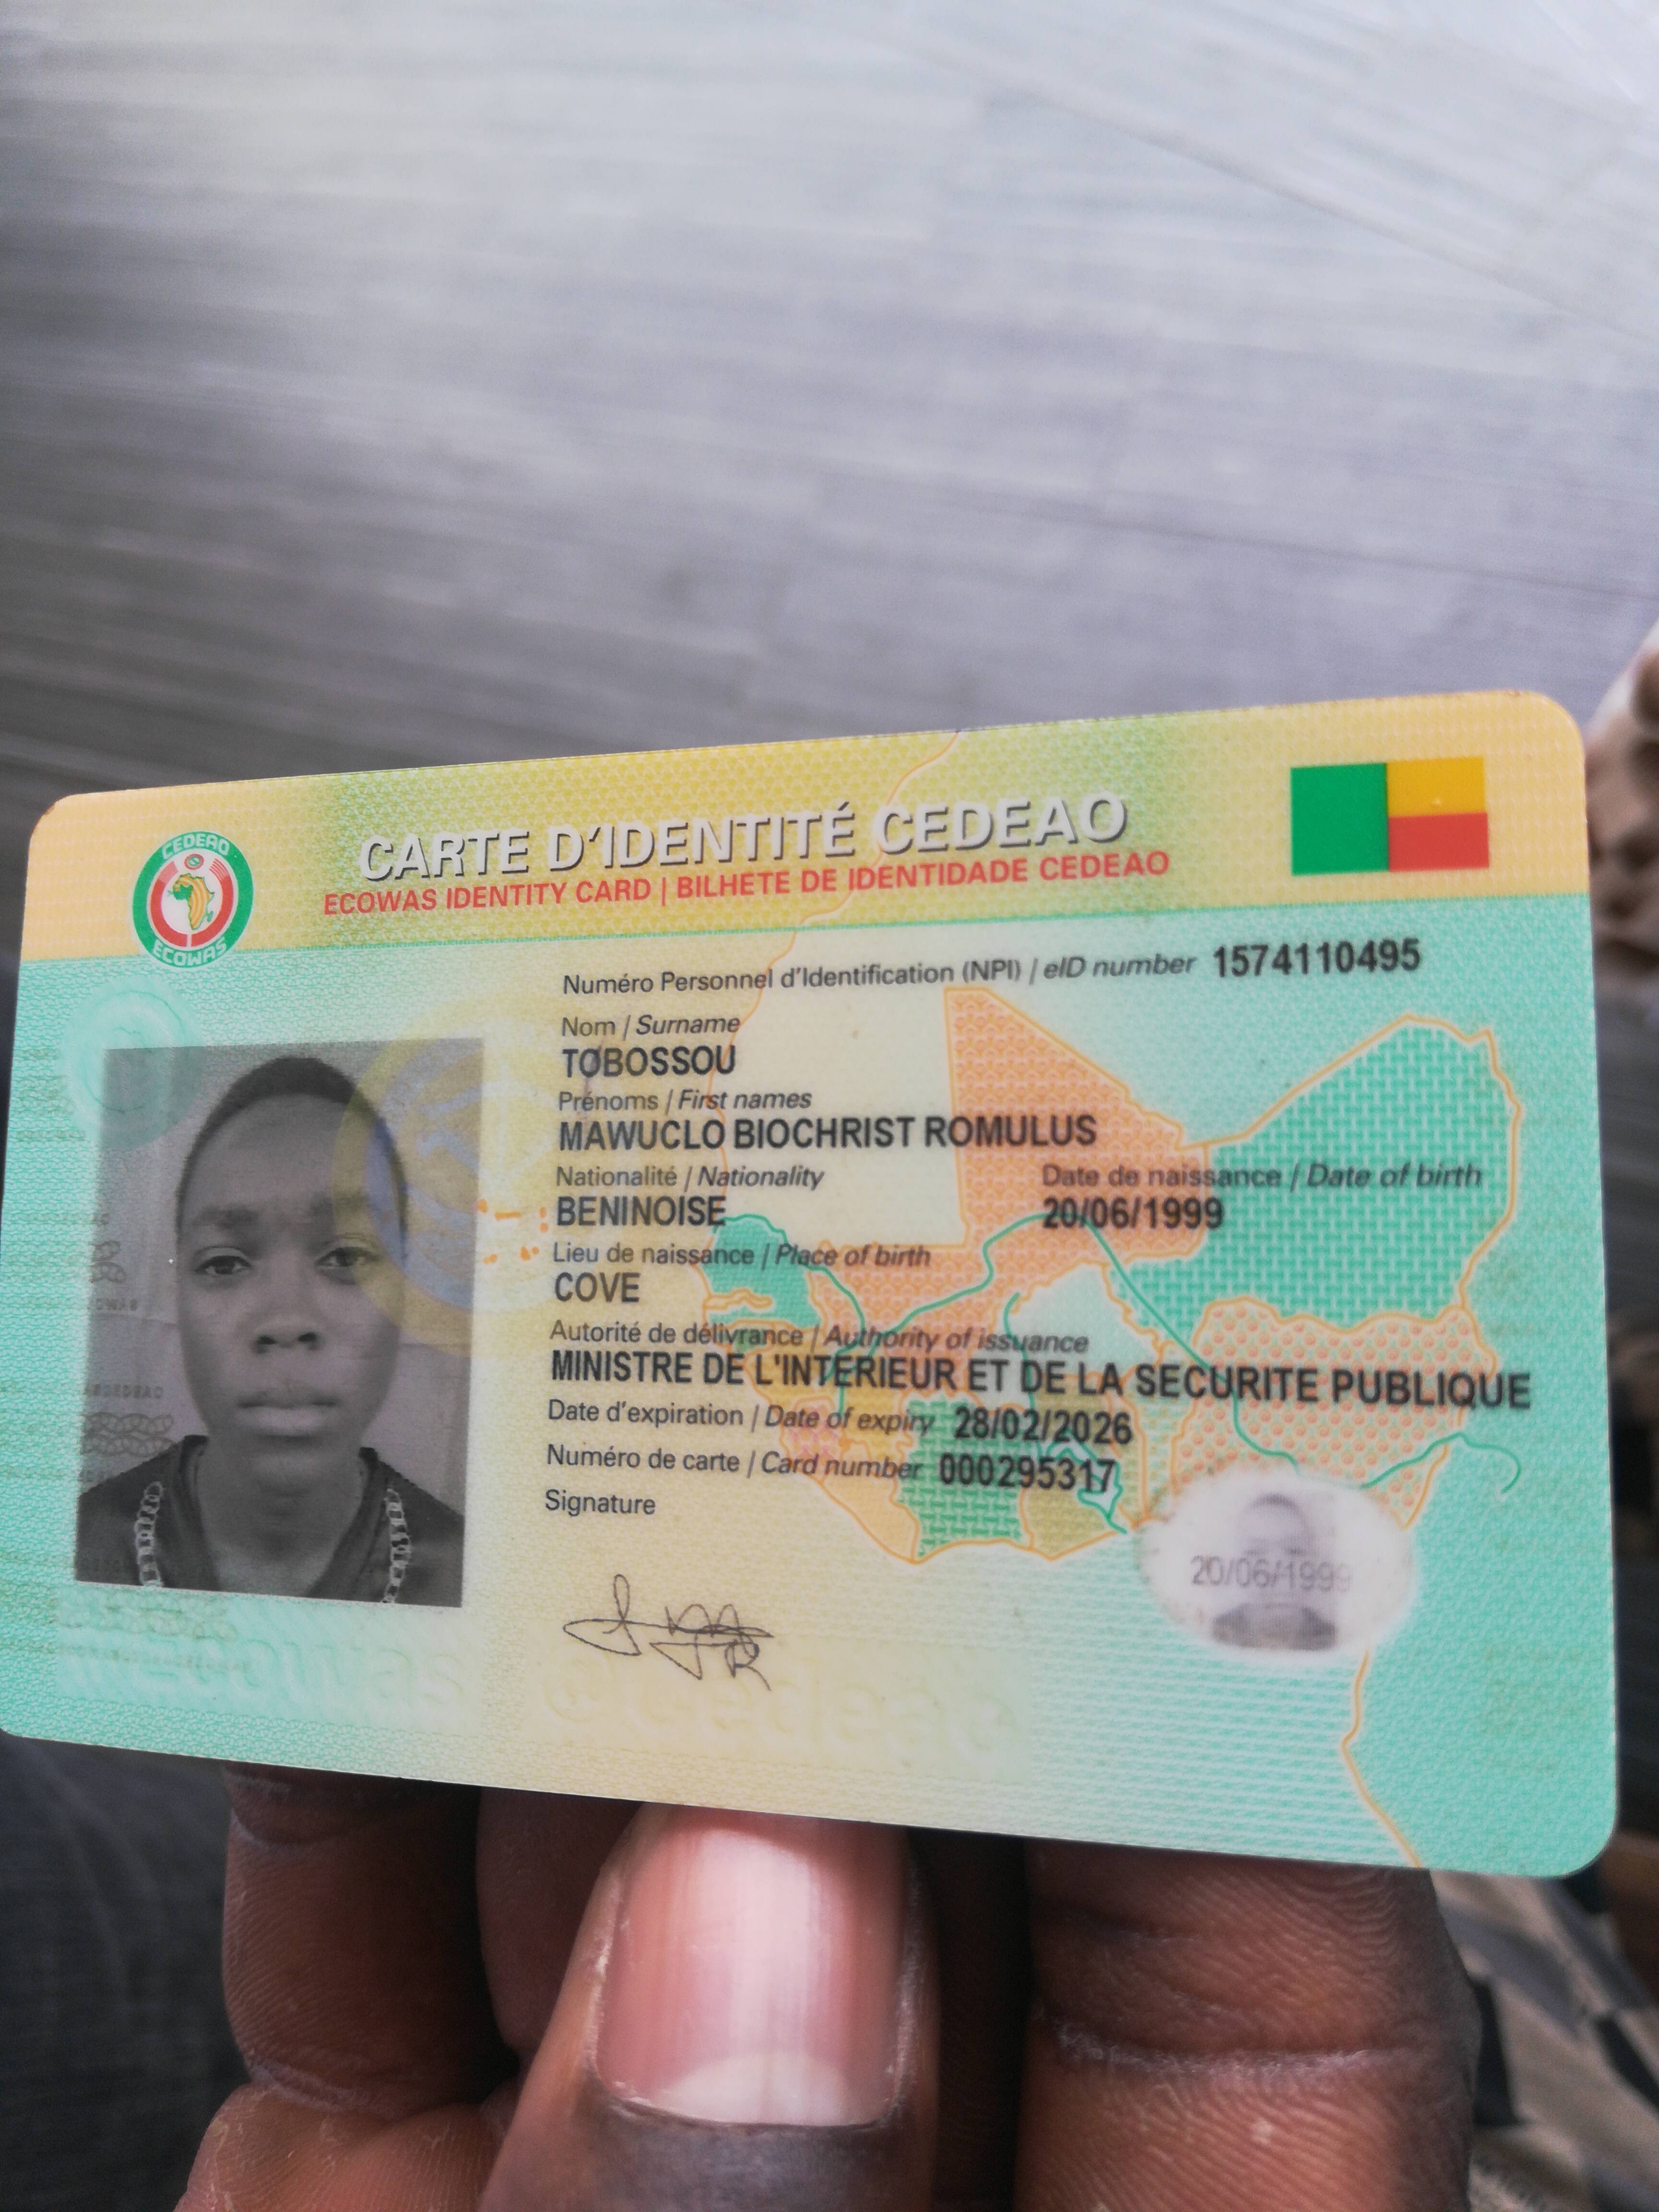 CEDEAO
ECOWAS
CARTE D'IDENTITÉ CEDEAO
ECOWAS IDENTITY CARD | BILHETE DE IDENTIDADE CEDEAO
Numéro Personnel d'Identification (NPI) / eID number 1574110495
Nom / Surname
TOBOSSOU
Prénoms / First names
MAWUCLO BIOCHRIST ROMULUS
Nationalité / Nationality Date de naissance / Date of birth
BENINOISE 20/06/1999
Lieu de naissance / Place of birth
COVE
Autorité de délivrance / Authority of issuance
MINISTRE DE L'INTERIEUR ET DE LA SECURITE PUBLIQUE
Date d'expiration / Date of expiry 28/02/2026
Numéro de carte / Card number 000295317
Signature
20/06/1999